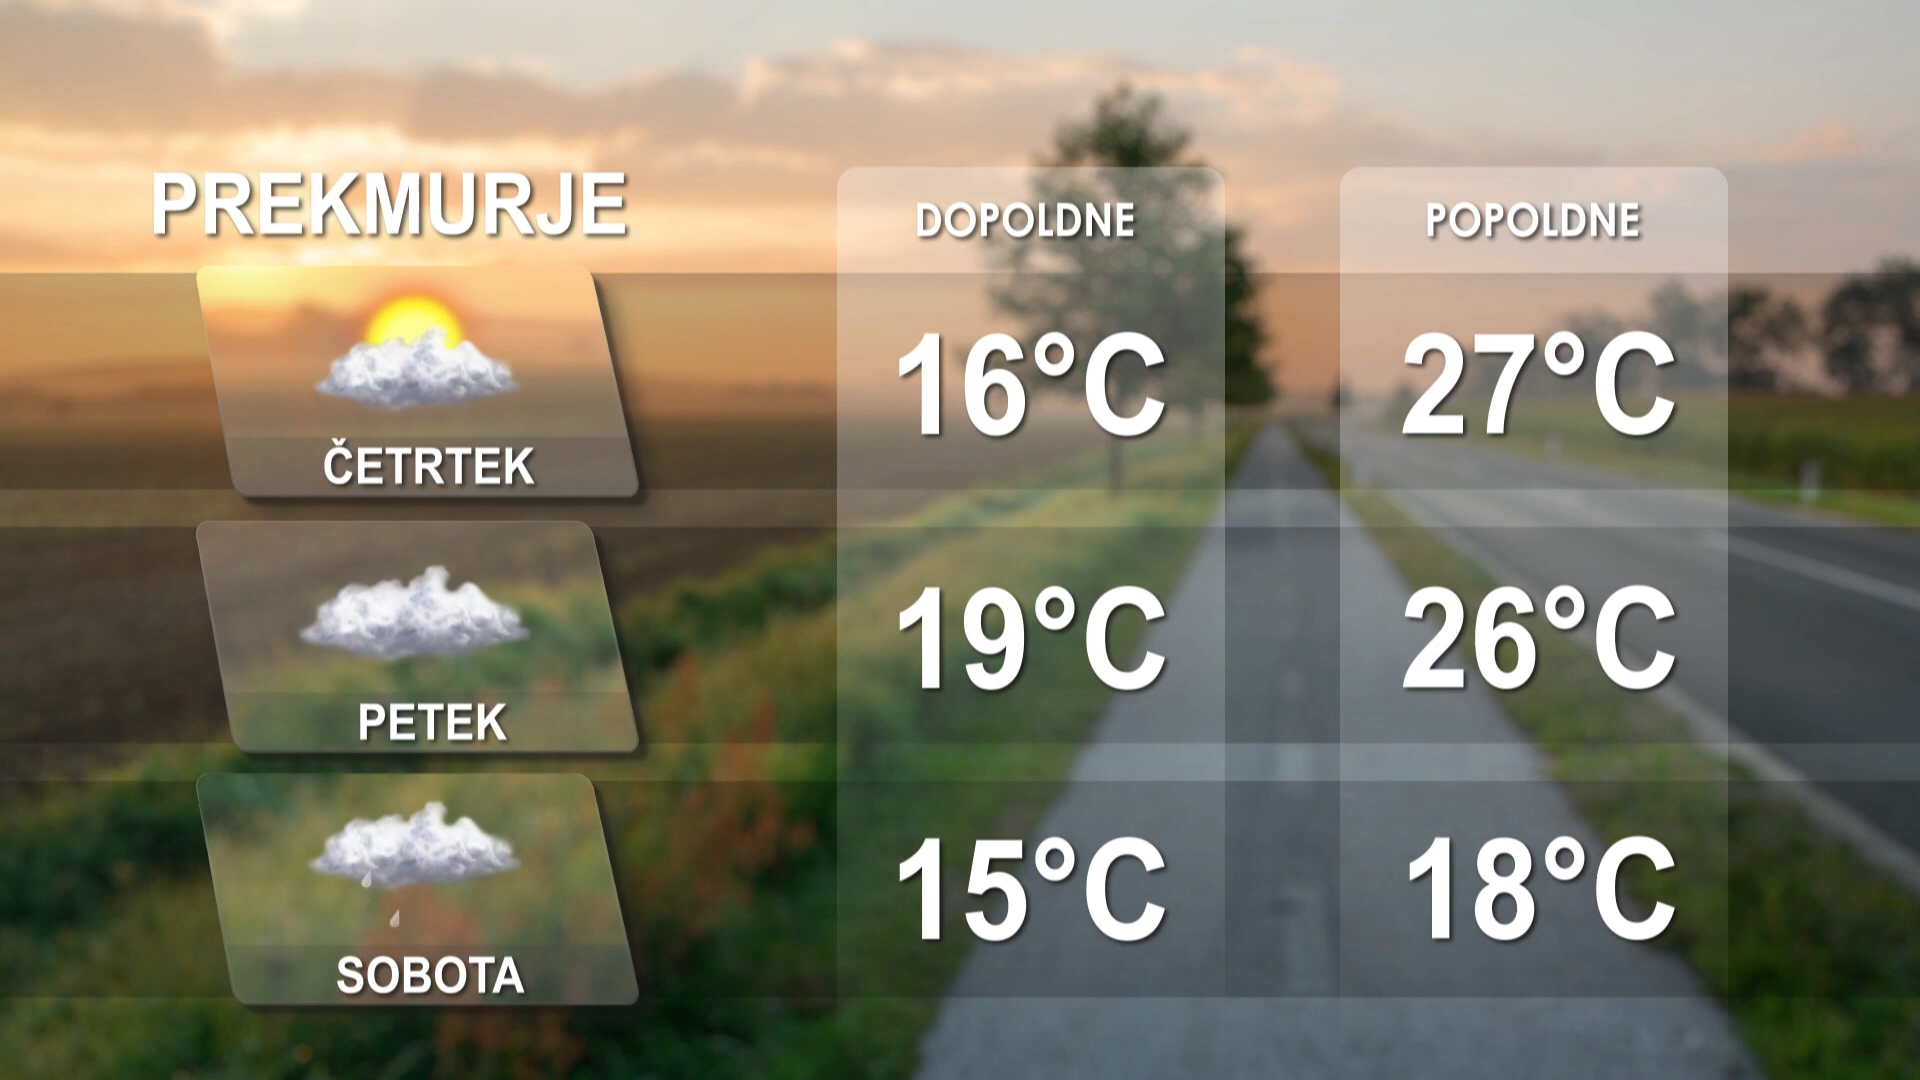 PREKMURJE
DOPOLDNE POPOLDNE
16°C 27°C
ČETRTEK
19°C 26°C
PETEK
15°C 18°C
SOBOTA